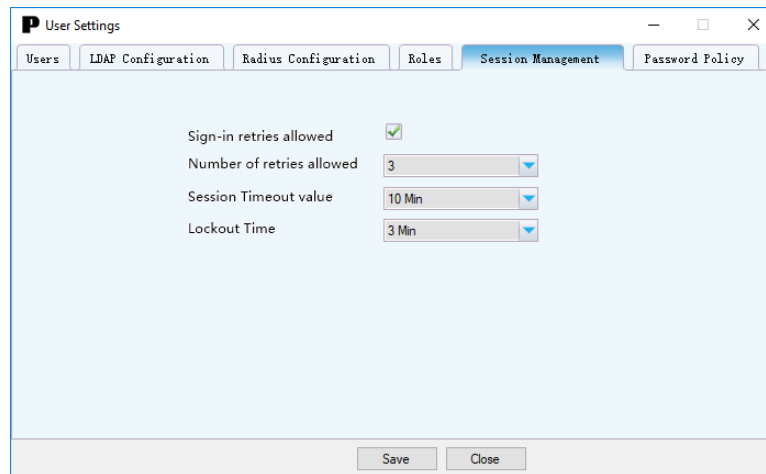 P User Settings
Users LDAP Configuration Radius Configuration Roles Session Management Password Policy
Sign-in retries allowed
Number of retries allowed 3
Session Timeout value 10 Min
Lockout Time 3 Min
Save Close